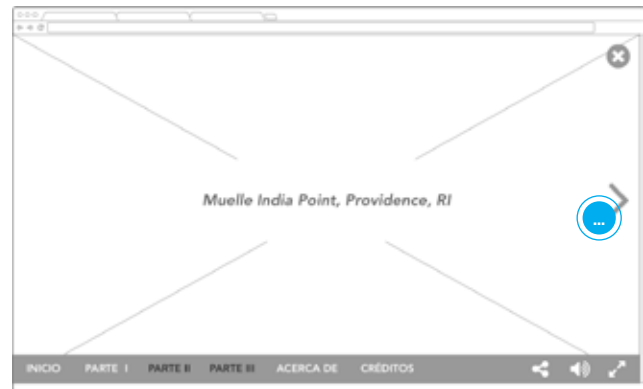 Muelle India Point, Providence, RI
...
INICIO PARTE I PARTE II PARTE III ACERCA DE CRÉDITOS